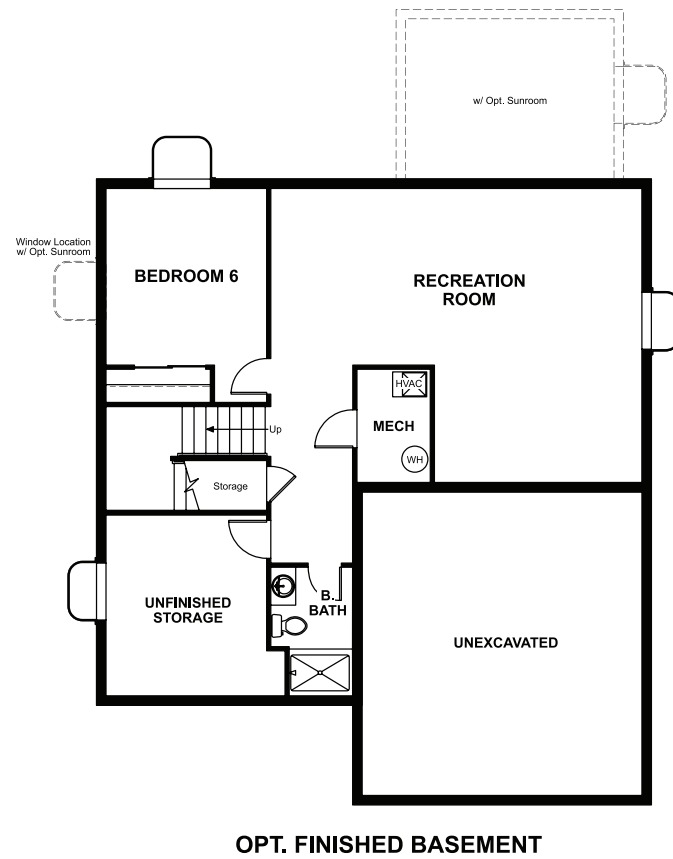 w/ Opt. Sunroom
Window Location
w/ Opt. Sunroom
BEDROOM 6
RECREATION
ROOM
HVAC
MECH
Up
WH
Storage
UNFINISHED
STORAGE
B.
BATH
UNEXCAVATED
OPT. FINISHED BASEMENT